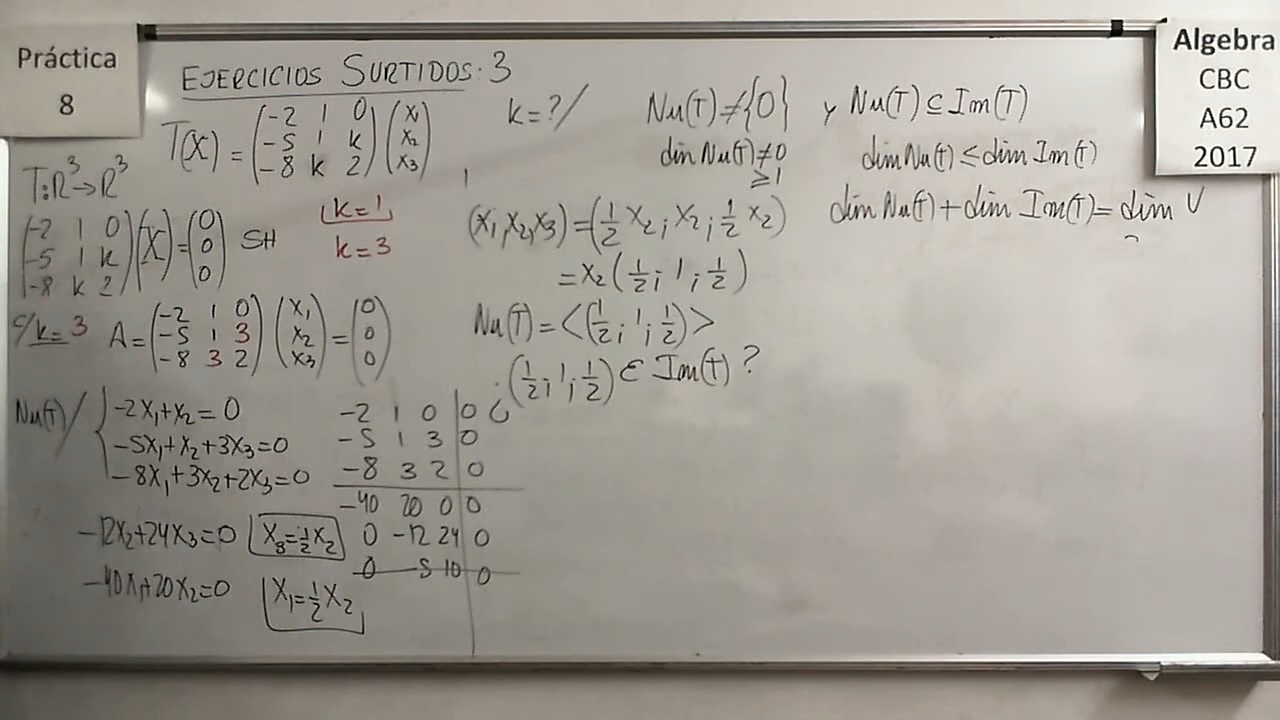 Práctica
8
Algebra
CBC
A62
2017
EJERCICIOS SURTIDOS: 3
T(X) = (-2 1 0) (x1)
(-5 1 k) (x2)
(-8 k 2) (x3)
k=?/ Nu(T)≠{0} y Nu(T)⊆Im(T)
dim Nu(T)≠0 dim Nu(T)≤dim Im(T)
≥1
dim Nu(T)+dim Im(T)=dim V
T:R³→R³
(-2 1 0) (X) = (0)
(-5 1 k) (0) SH
(-8 k 2) (0)
k=1
k=3
c/k=3 A= (-2 1 0) (x1) = (0)
(-5 1 3) (x2) (0)
(-8 3 2) (x3) (0)
Nu(T)/ { -2x1+x2=0
-5x1+x2+3x3=0
-8x1+3x2+2x3=0
-12x2+24x3=0 x3=1/2x2
-40x1+20x2=0 x1=1/2x2
-2 1 0 | 0
-5 1 3 | 0
-8 3 2 | 0
-40 20 0 | 0
0 -12 24 | 0
0 -5 10 | 0
(x1,x2,x3)=(1/2 x2; x2; 1/2 x2)
=x2(1/2; 1; 1/2)
Nu(T)=<(1/2; 1; 1/2)>
¿(1/2; 1; 1/2) ∈ Im(T)?